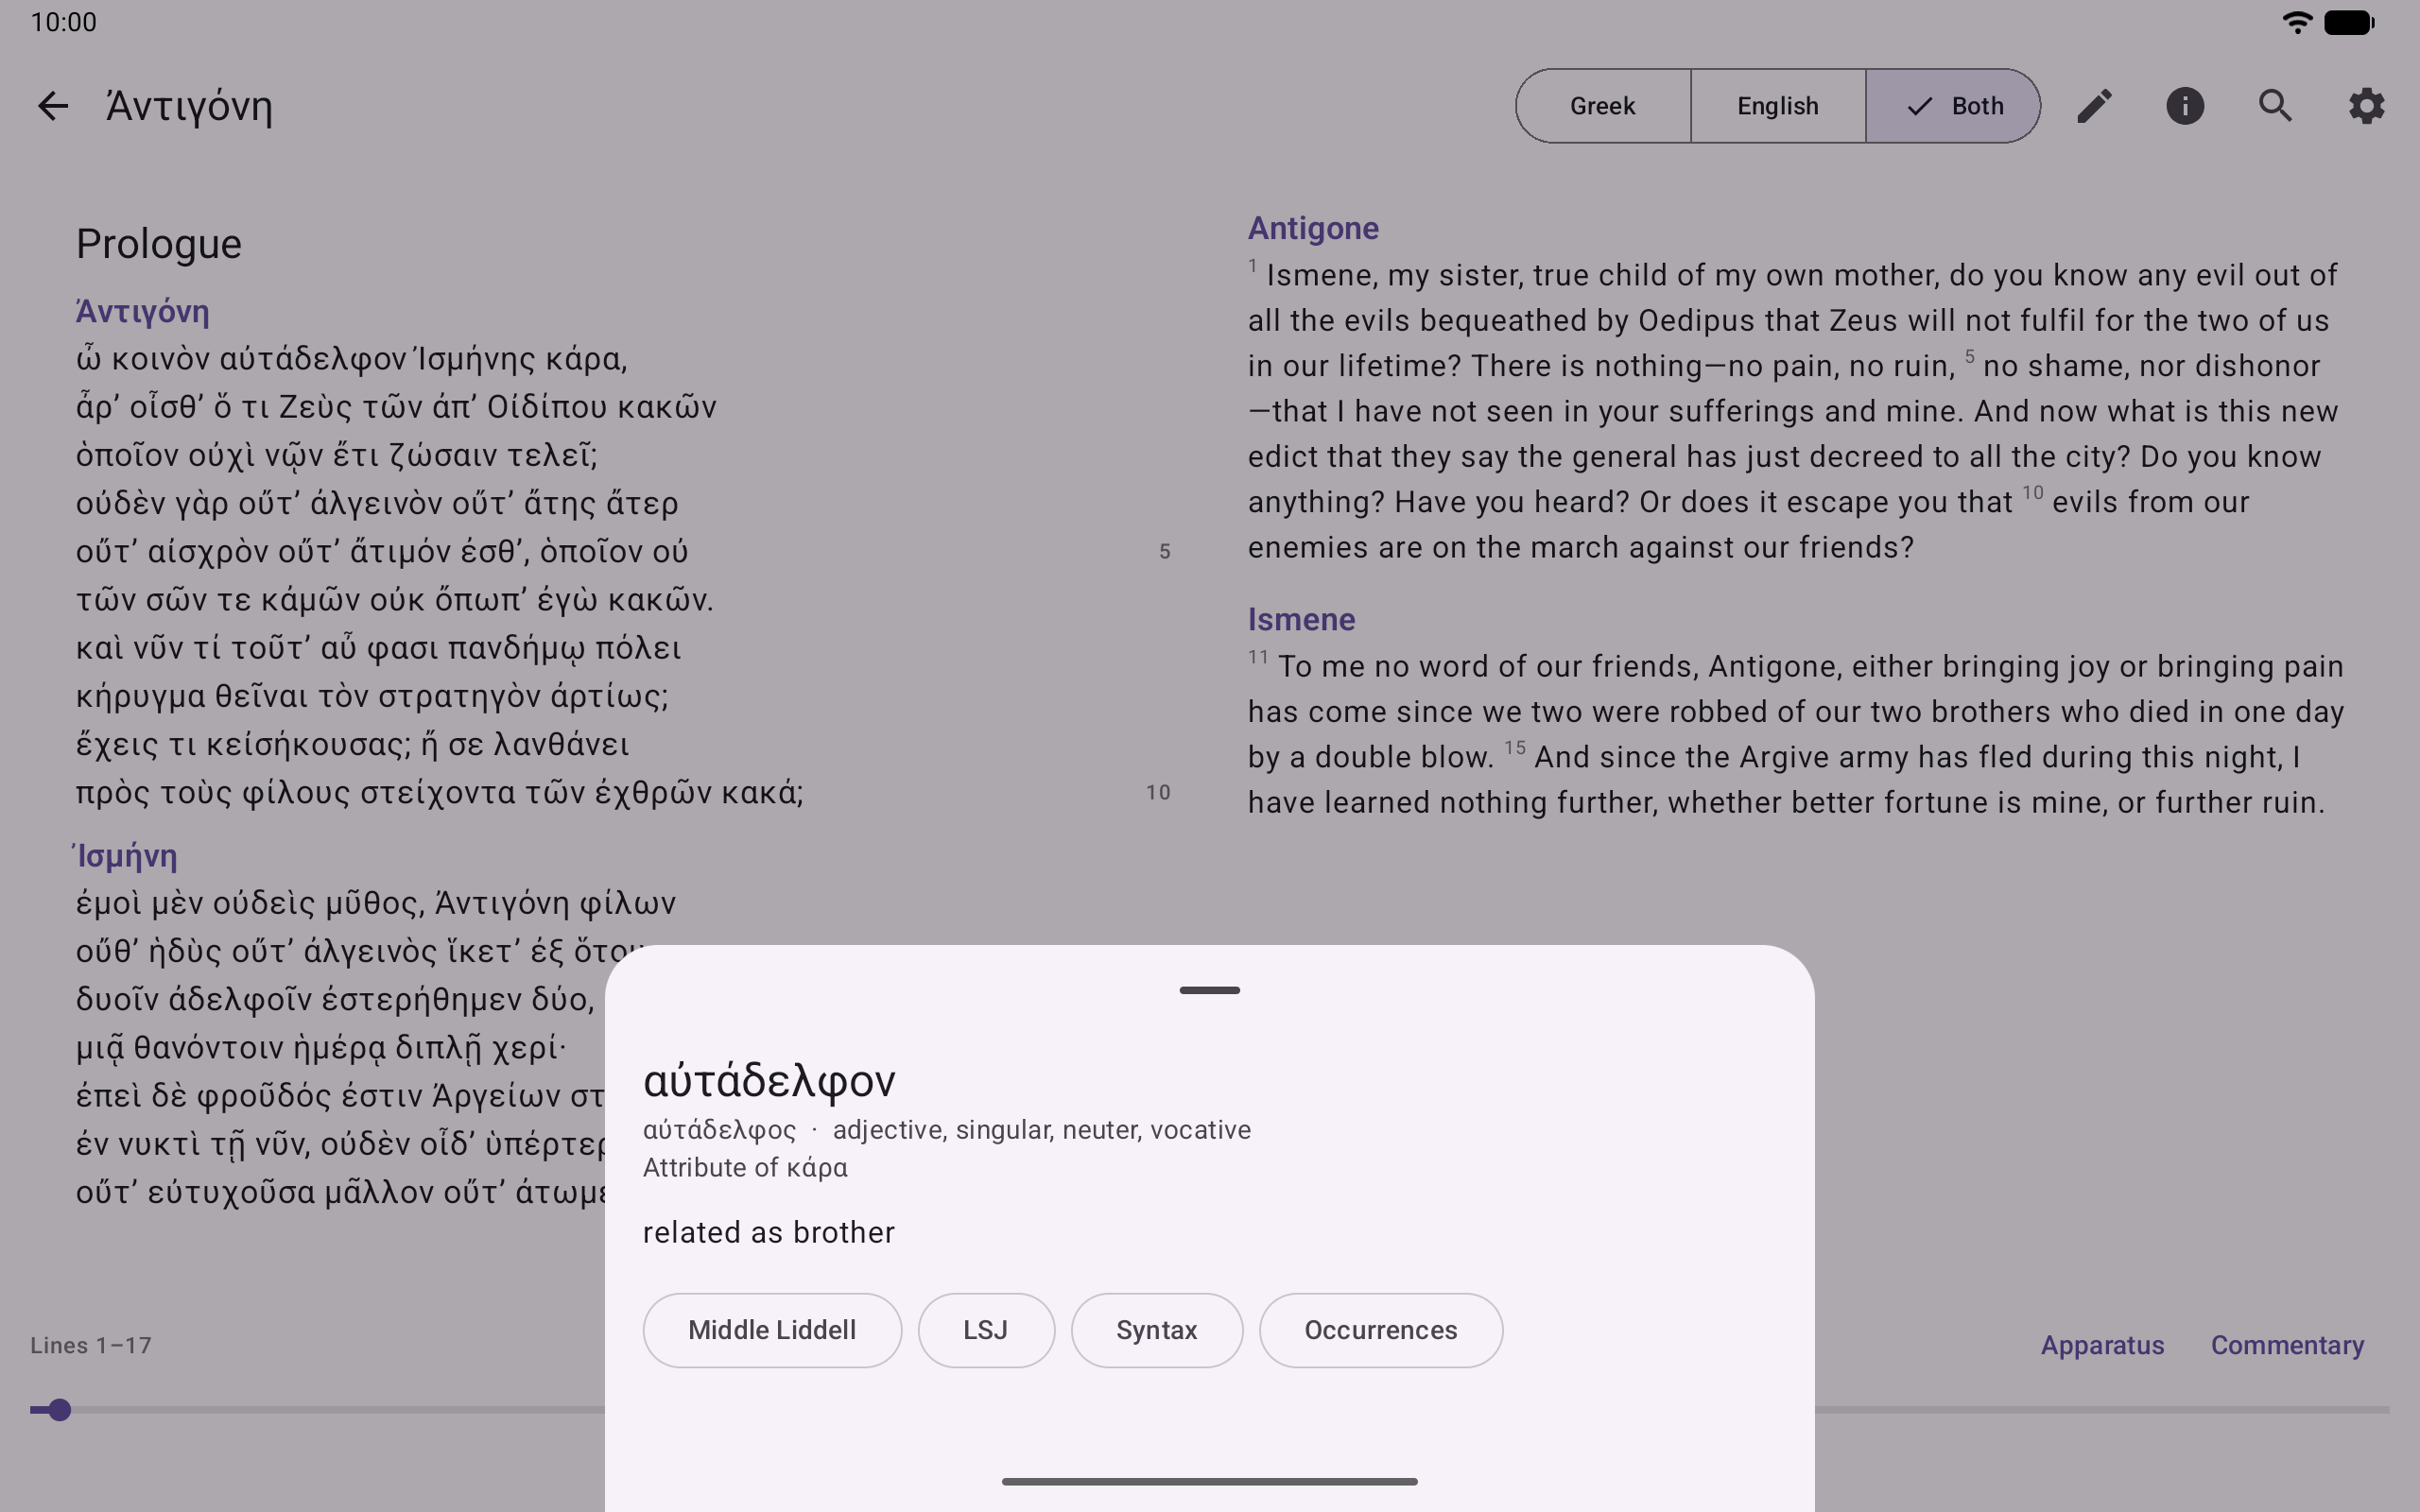 10:00
Ἀντιγόνη
Greek
English
Both
Prologue
Ἀντιγόνη
ὦ κοινὸν αὐτάδελφον Ἰσμήνης κάρα,
ἆρ’ οἶσθ’ ὅ τι Ζεὺς τῶν ἀπ’ Οἰδίπου κακῶν
ὁποῖον οὐχὶ νῷν ἔτι ζώσαιν τελεῖ;
οὐδὲν γὰρ οὔτ’ ἀλγεινὸν οὔτ’ ἄτης ἄτερ
οὔτ’ αἰσχρὸν οὔτ’ ἄτιμόν ἐσθ’, ὁποῖον οὐ
5
τῶν σῶν τε κἀμῶν οὐκ ὄπωπ’ ἐγὼ κακῶν.
καὶ νῦν τί τοῦτ’ αὖ φασι πανδήμῳ πόλει
κήρυγμα θεῖναι τὸν στρατηγὸν ἀρτίως;
ἔχεις τι κεἰσήκουσας; ἤ σε λανθάνει
πρὸς τοὺς φίλους στείχοντα τῶν ἐχθρῶν κακά;
10
Ἰσμήνη
ἐμοὶ μὲν οὐδεὶς μῦθος, Ἀντιγόνη φίλων
οὔθ’ ἡδὺς οὔτ’ ἀλγεινὸς ἵκετ’ ἐξ ὅτου
δυοῖν ἀδελφοῖν ἐστερήθημεν δύο,
μιᾷ θανόντοιν ἡμέρᾳ διπλῇ χερί·
ἐπεὶ δὲ φροῦδός ἐστιν Ἀργείων στ
ἐν νυκτὶ τῇ νῦν, οὐδὲν οἶδ’ ὑπέρτερ
οὔτ’ εὐτυχοῦσα μᾶλλον οὔτ’ ἀτωμέ
Antigone
1 Ismene, my sister, true child of my own mother, do you know any evil out of
all the evils bequeathed by Oedipus that Zeus will not fulfil for the two of us
in our lifetime? There is nothing—no pain, no ruin, 5 no shame, nor dishonor
—that I have not seen in your sufferings and mine. And now what is this new
edict that they say the general has just decreed to all the city? Do you know
anything? Have you heard? Or does it escape you that 10 evils from our
enemies are on the march against our friends?
Ismene
11 To me no word of our friends, Antigone, either bringing joy or bringing pain
has come since we two were robbed of our two brothers who died in one day
by a double blow. 15 And since the Argive army has fled during this night, I
have learned nothing further, whether better fortune is mine, or further ruin.
αὐτάδελφον
αὐτάδελφος · adjective, singular, neuter, vocative
Attribute of κάρα
related as brother
Middle Liddell
LSJ
Syntax
Occurrences
Lines 1–17
Apparatus
Commentary